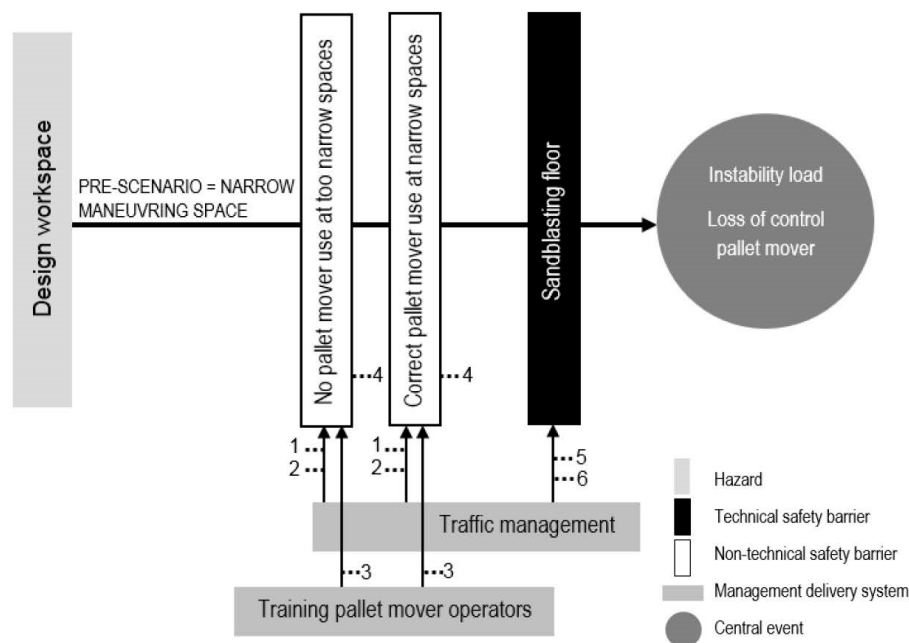 Design workspace
PRE-SCENARIO = NARROW
MANEUVRING SPACE
No pallet mover use at too narrow spaces
Correct pallet mover use at narrow spaces
Sandblasting floor
Instability load
Loss of control
pallet mover
4
4
1
2
1
2
5
6
Traffic management
3
3
Training pallet mover operators
Hazard
Technical safety barrier
Non-technical safety barrier
Management delivery system
Central event